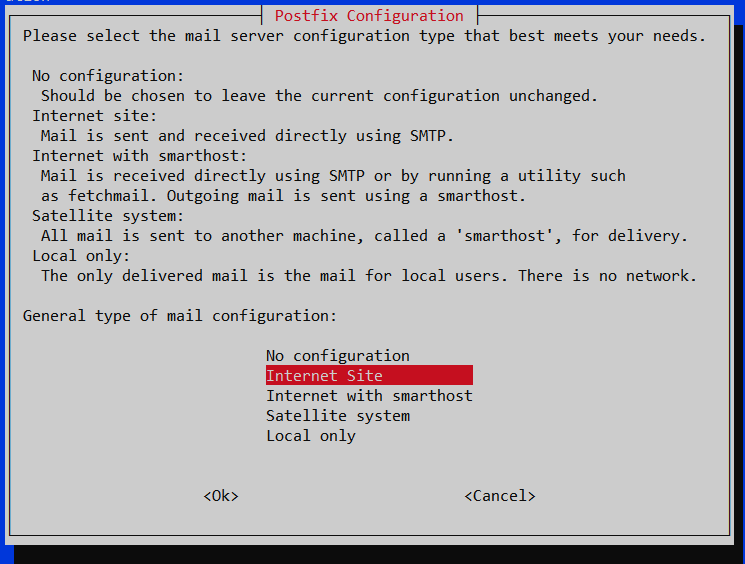 Postfix Configuration
Please select the mail server configuration type that best meets your needs.
No configuration:
Should be chosen to leave the current configuration unchanged.
Internet site:
Mail is sent and received directly using SMTP.
Internet with smarthost:
Mail is received directly using SMTP or by running a utility such
as fetchmail. Outgoing mail is sent using a smarthost.
Satellite system:
All mail is sent to another machine, called a 'smarthost', for delivery.
Local only:
The only delivered mail is the mail for local users. There is no network.
General type of mail configuration:
No configuration
Internet Site
Internet with smarthost
Satellite system
Local only
<Ok> <Cancel>